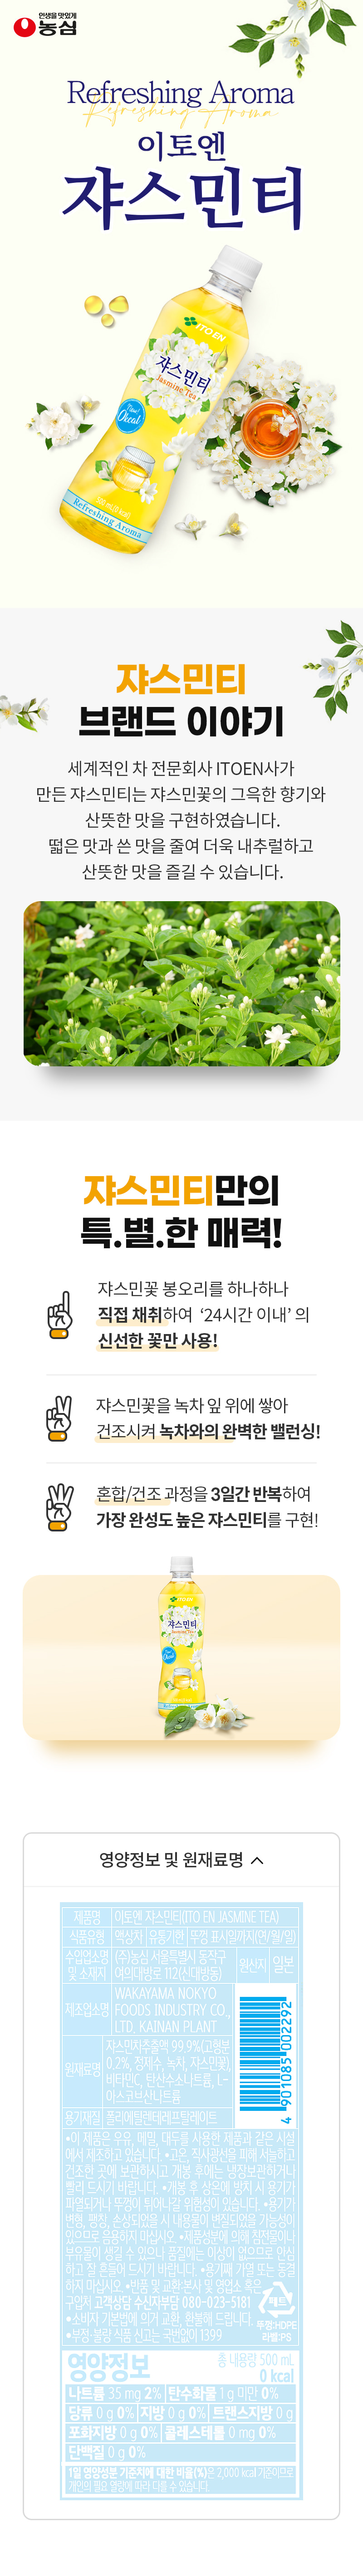 인생을 맛있게
농심
Refreshing Aroma
Refreshing Aroma
이토엔
쟈스민티
ITO EN
쟈스민티
Jasmine Tea
0kcal
Refreshing Aroma
쟈스민티
브랜드 이야기
세계적인 차 전문회사 ITOEN사가
만든 쟈스민티는 쟈스민꽃의 그윽한 향기와
산뜻한 맛을 구현하였습니다.
떫은 맛과 쓴 맛을 줄여 더욱 내추럴하고
산뜻한 맛을 즐길 수 있습니다.
쟈스민티만의
특.별.한 매력!
쟈스민꽃 봉오리를 하나하나
직접 채취하여 ‘24시간 이내’ 의
신선한 꽃만 사용!
쟈스민꽃을 녹차 잎 위에 쌓아
건조시켜 녹차와의 완벽한 밸런싱!
혼합/건조 과정을 3일간 반복하여
가장 완성도 높은 쟈스민티를 구현!
ITO EN
쟈스민티
Jasmine Tea
영양정보 및 원재료명
제품명 이토엔 쟈스민티(ITO EN JASMINE TEA)
식품유형 액상차 유통기한 뚜껑 표시일까지(연/월/일)
수입업소명 및 소재지 (주)농심 서울특별시 동작구
여의대방로 112(신대방동) 원산지 일본
제조업소명 WAKAYAMA NOKYO
FOODS INDUSTRY CO.,
LTD. KAINAN PLANT
원재료명 쟈스민차추출액 99.9%(고형분
0.2%, 정제수, 녹차, 쟈스민꽃),
비타민C, 탄산수소나트륨, L-
아스코브산나트륨
4 901085 002292
용기재질 폴리에틸렌테레프탈레이트
•이 제품은 우유, 메밀, 대두를 사용한 제품과 같은 시설
에서 제조하고 있습니다. •고온, 직사광선을 피해 서늘하고
건조한 곳에 보관하시고 개봉 후에는 냉장보관하거나
빨리 드시기 바랍니다. •개봉 후 상온에 방치 시 용기가
파열되거나 뚜껑이 튀어나갈 위험성이 있습니다. •용기가
변형, 팽창, 손상되었을 시 내용물이 변질되었을 가능성이
있으므로 음용하지 마십시오. •제품성분에 의해 침전물이나
부유물이 생길 수 있으나 품질에는 이상이 없으므로 안심
하고 잘 흔들어 드시기 바랍니다. •용기째 가열 또는 동결
하지 마십시오. •반품 및 교환:본사 및 영업소 혹은
구입처 고객상담 수신자부담 080-023-5181
•소비자 기본법에 의거 교환, 환불해 드립니다.
•부정·불량 식품 신고는 국번없이 1399
페트
뚜껑:HDPE
라벨:PS
영양정보 총 내용량 500 mL
0 kcal
나트륨 35 mg 2% 탄수화물 1 g 미만 0%
당류 0 g 0% 지방 0 g 0% 트랜스지방 0 g
포화지방 0 g 0% 콜레스테롤 0 mg 0%
단백질 0 g 0%
1일 영양성분 기준치에 대한 비율(%)은 2,000 kcal 기준이므로
개인의 필요 열량에 따라 다를 수 있습니다.